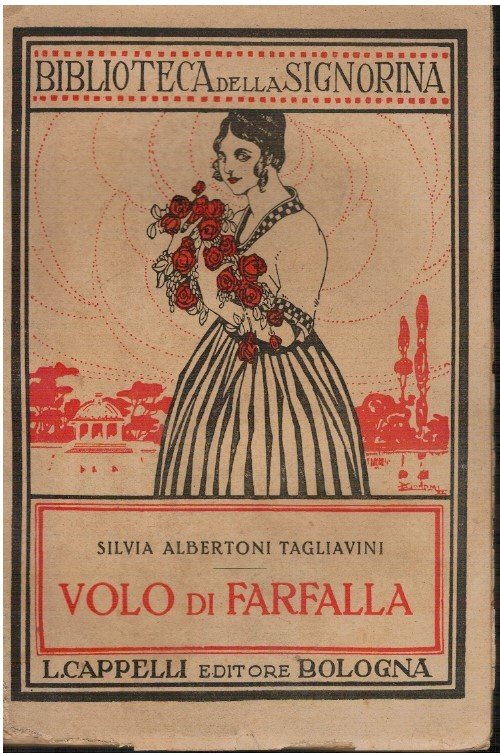 BIBLIOTECA DELLA SIGNORINA
SILVIA ALBERTONI TAGLIAVINI
VOLO DI FARFALLA
L. CAPPELLI EDITORE BOLOGNA